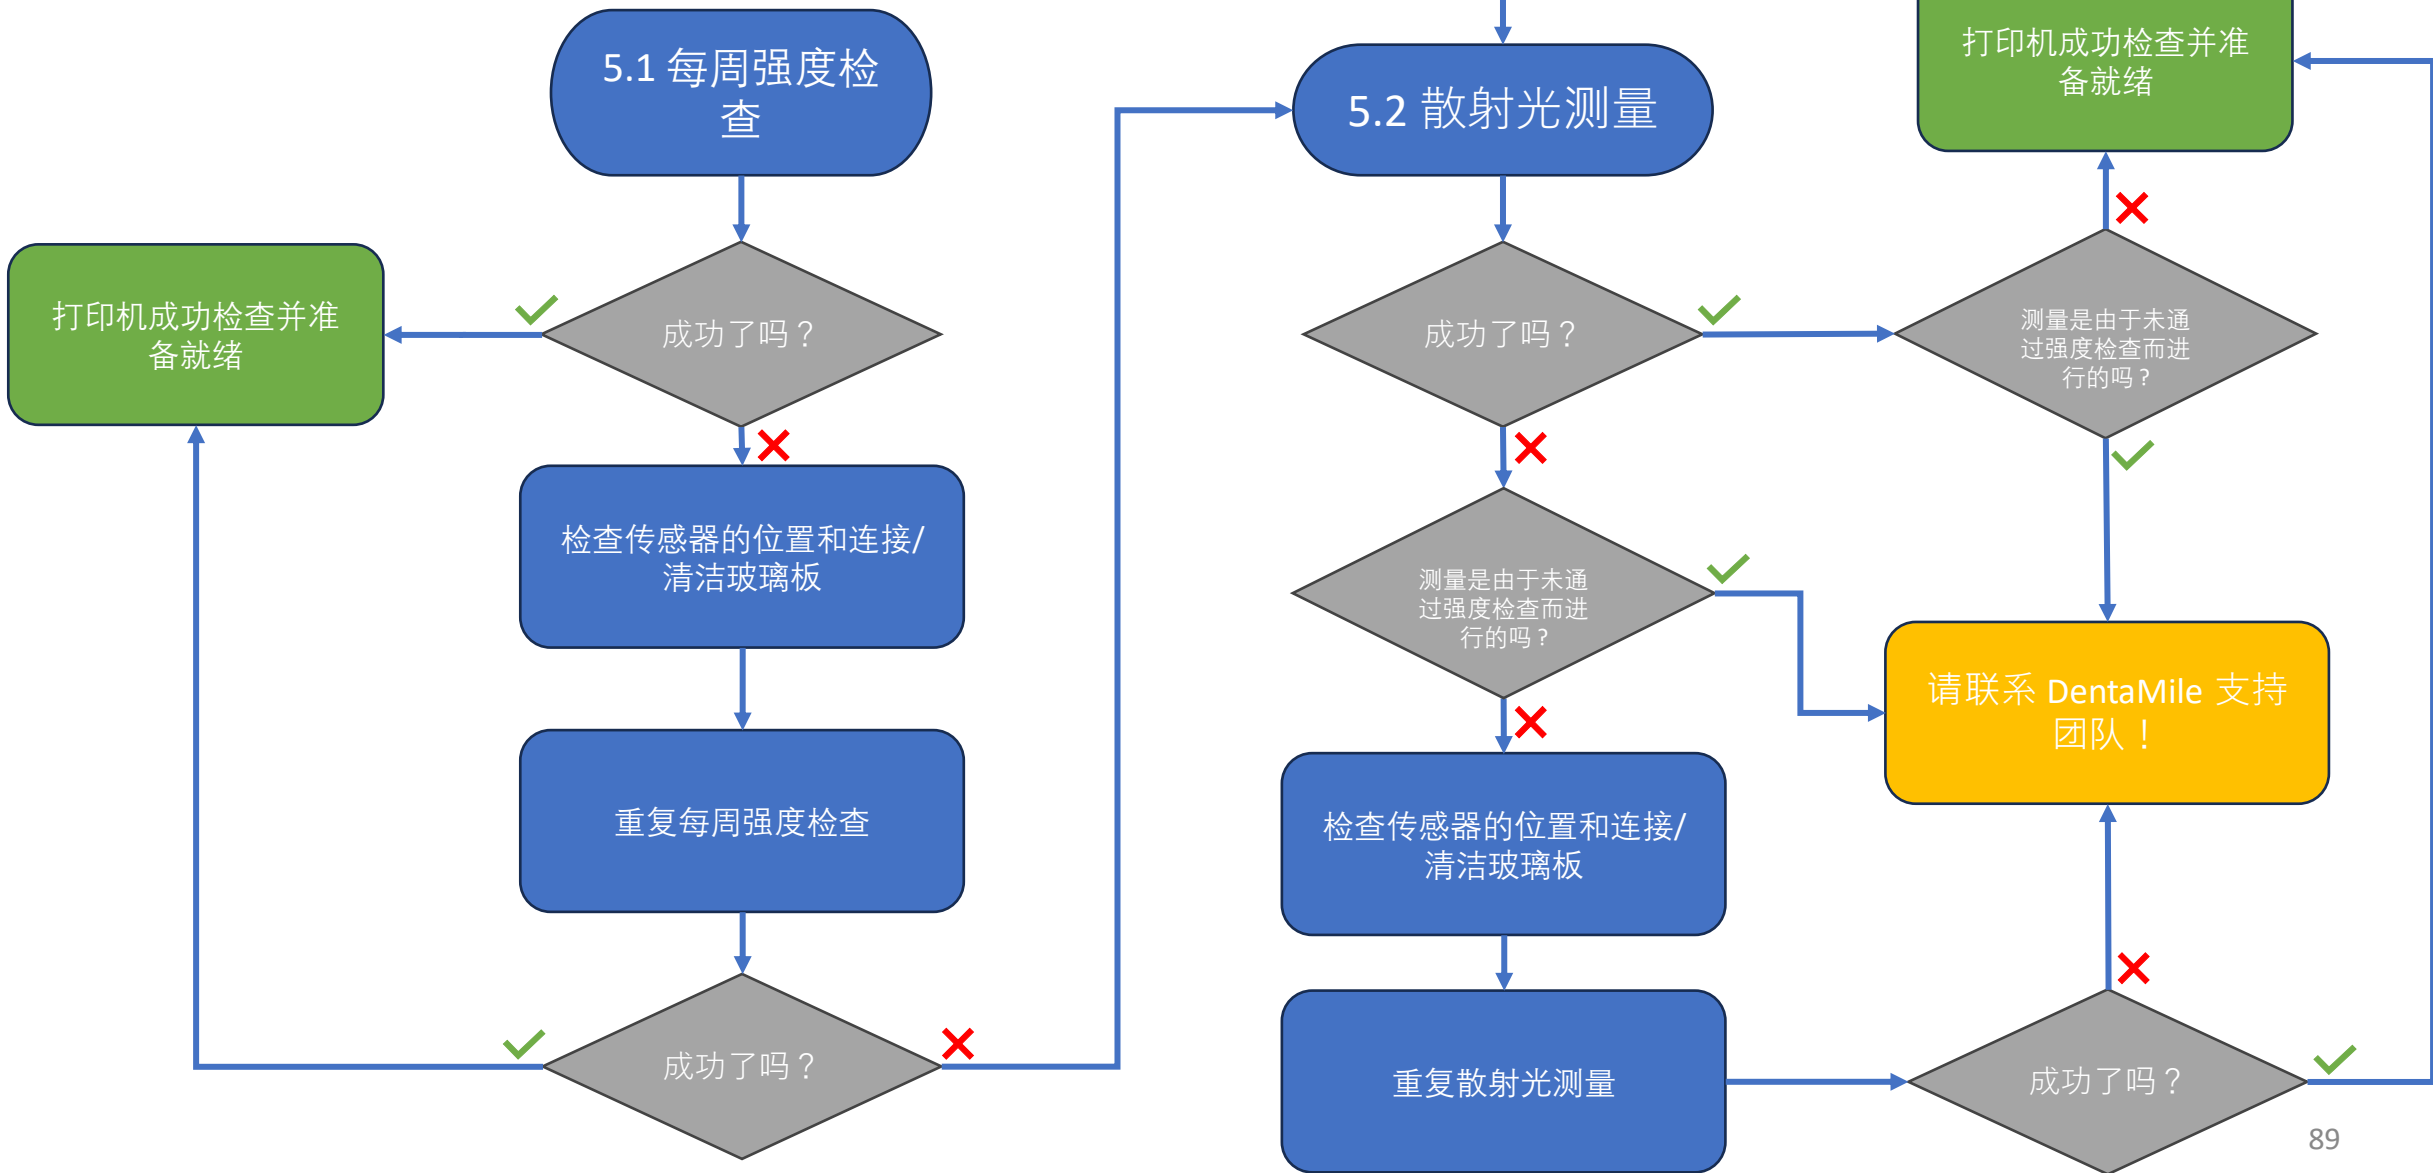 5.1 每周强度检
查
成功了吗？
打印机成功检查并准
备就绪
检查传感器的位置和连接/
清洁玻璃板
重复每周强度检查
成功了吗？
5.2 散射光测量
成功了吗？
测量是由于未通
过强度检查而进
行的吗？
检查传感器的位置和连接/
清洁玻璃板
重复散射光测量
打印机成功检查并准
备就绪
测量是由于未通
过强度检查而进
行的吗？
请联系 DentaMile 支持
团队！
成功了吗？
89